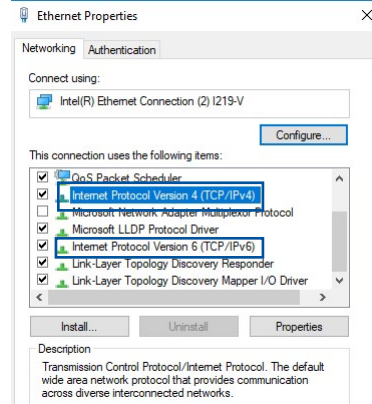 Ethernet Properties
Networking
Authentication
Connect using:
Intel(R) Ethernet Connection (2) I219-V
Configure...
This connection uses the following items:
QoS Packet Scheduler
Internet Protocol Version 4 (TCP/IPv4)
Microsoft Network Adapter Multiplexor Protocol
Microsoft LLDP Protocol Driver
Internet Protocol Version 6 (TCP/IPv6)
Link-Layer Topology Discovery Responder
Link-Layer Topology Discovery Mapper I/O Driver
Install...
Uninstall
Properties
Description
Transmission Control Protocol/Internet Protocol. The default
wide area network protocol that provides communication
across diverse interconnected networks.